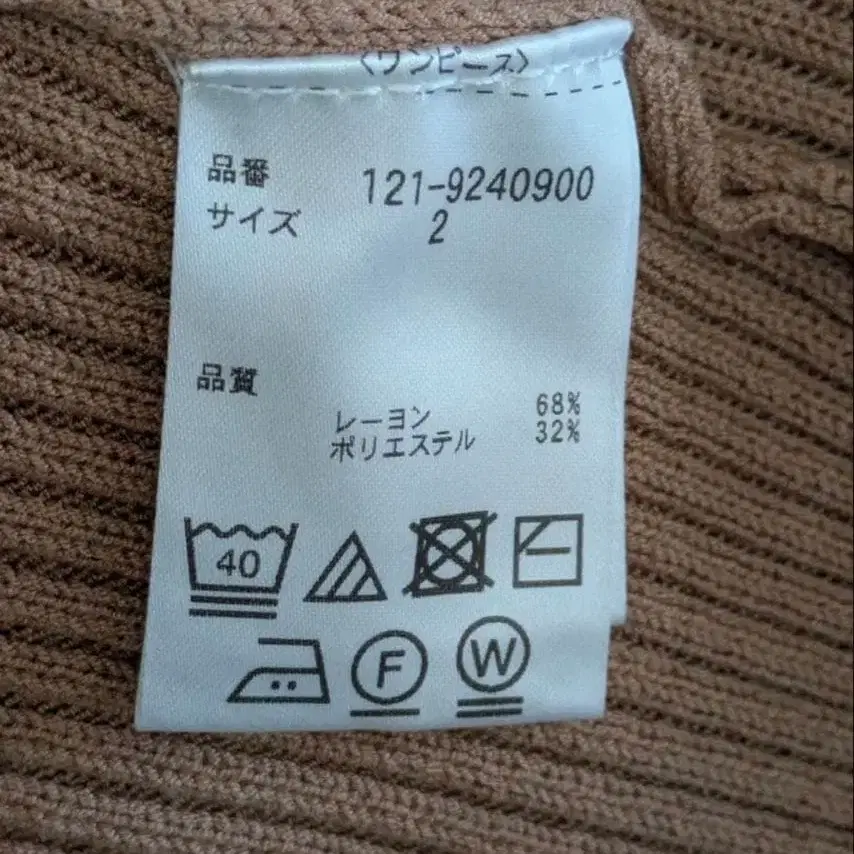 〈ワンピース〉
品番 121-9240900
サイズ 2
品質
レーヨン 68%
ポリエステル 32%
40
F W